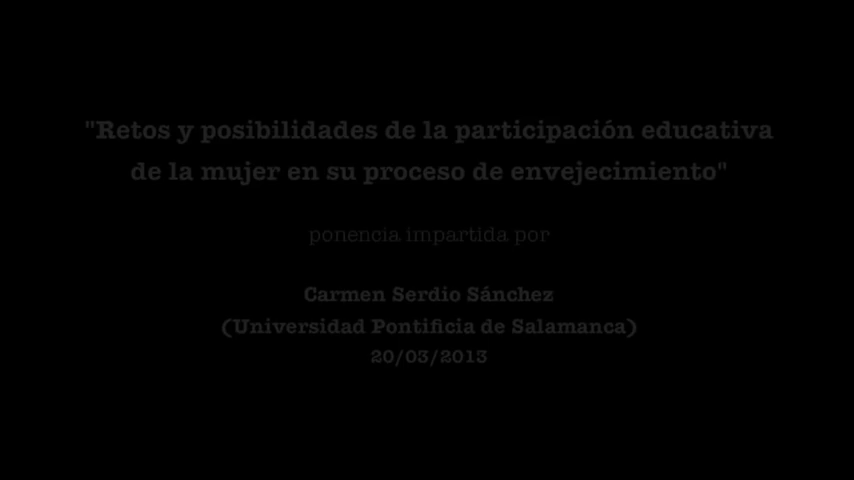 "Retos y posibilidades de la participación educativa
de la mujer en su proceso de envejecimiento"
ponencia impartida por
Carmen Serdio Sánchez
(Universidad Pontificia de Salamanca)
20/03/2013